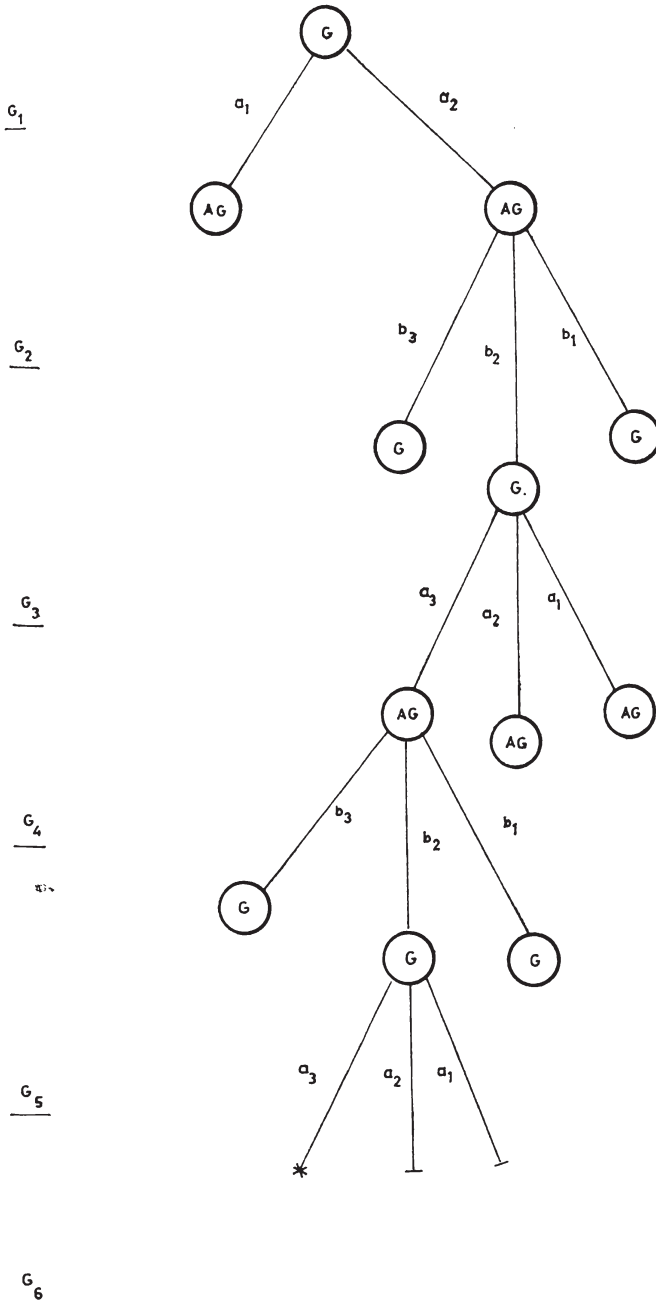 G
G₁
a₁ a₂
AG AG
G₂
b₃ b₂ b₁
G G
G.
G₃
a₃ a₂ a₁
AG AG AG
G₄
b₃ b₂ b₁
G
G G
G₅
a₃ a₂ a₁
*
G₆